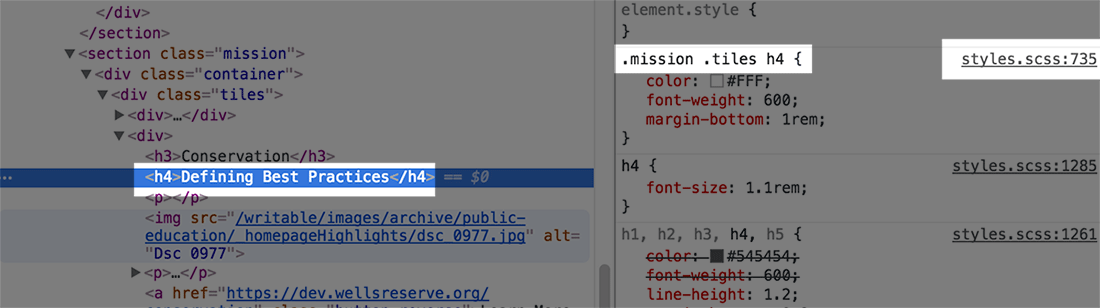 </div>
</section>
▼<section class="mission">
▼<div class="container">
▼<div class="tiles">
▶<div>…</div>
▼<div>
<h3>Conservation</h3>
… <h4>Defining Best Practices</h4> == $0
<p></p>
<img src="/writable/images/archive/public-
education/_homepageHighlights/dsc_0977.jpg" alt=
"Dsc 0977">
▶<p>…</p>
<a href="https://dev.wellsreserve.org/
element.style {
}
.mission .tiles h4 { styles.scss:735
color: #FFF;
font-weight: 600;
margin-bottom: 1rem;
}
h4 { styles.scss:1285
font-size: 1.1rem;
}
h1, h2, h3, h4, h5 { styles.scss:1261
color: #545454;
font-weight: 600;
line-height: 1.2;